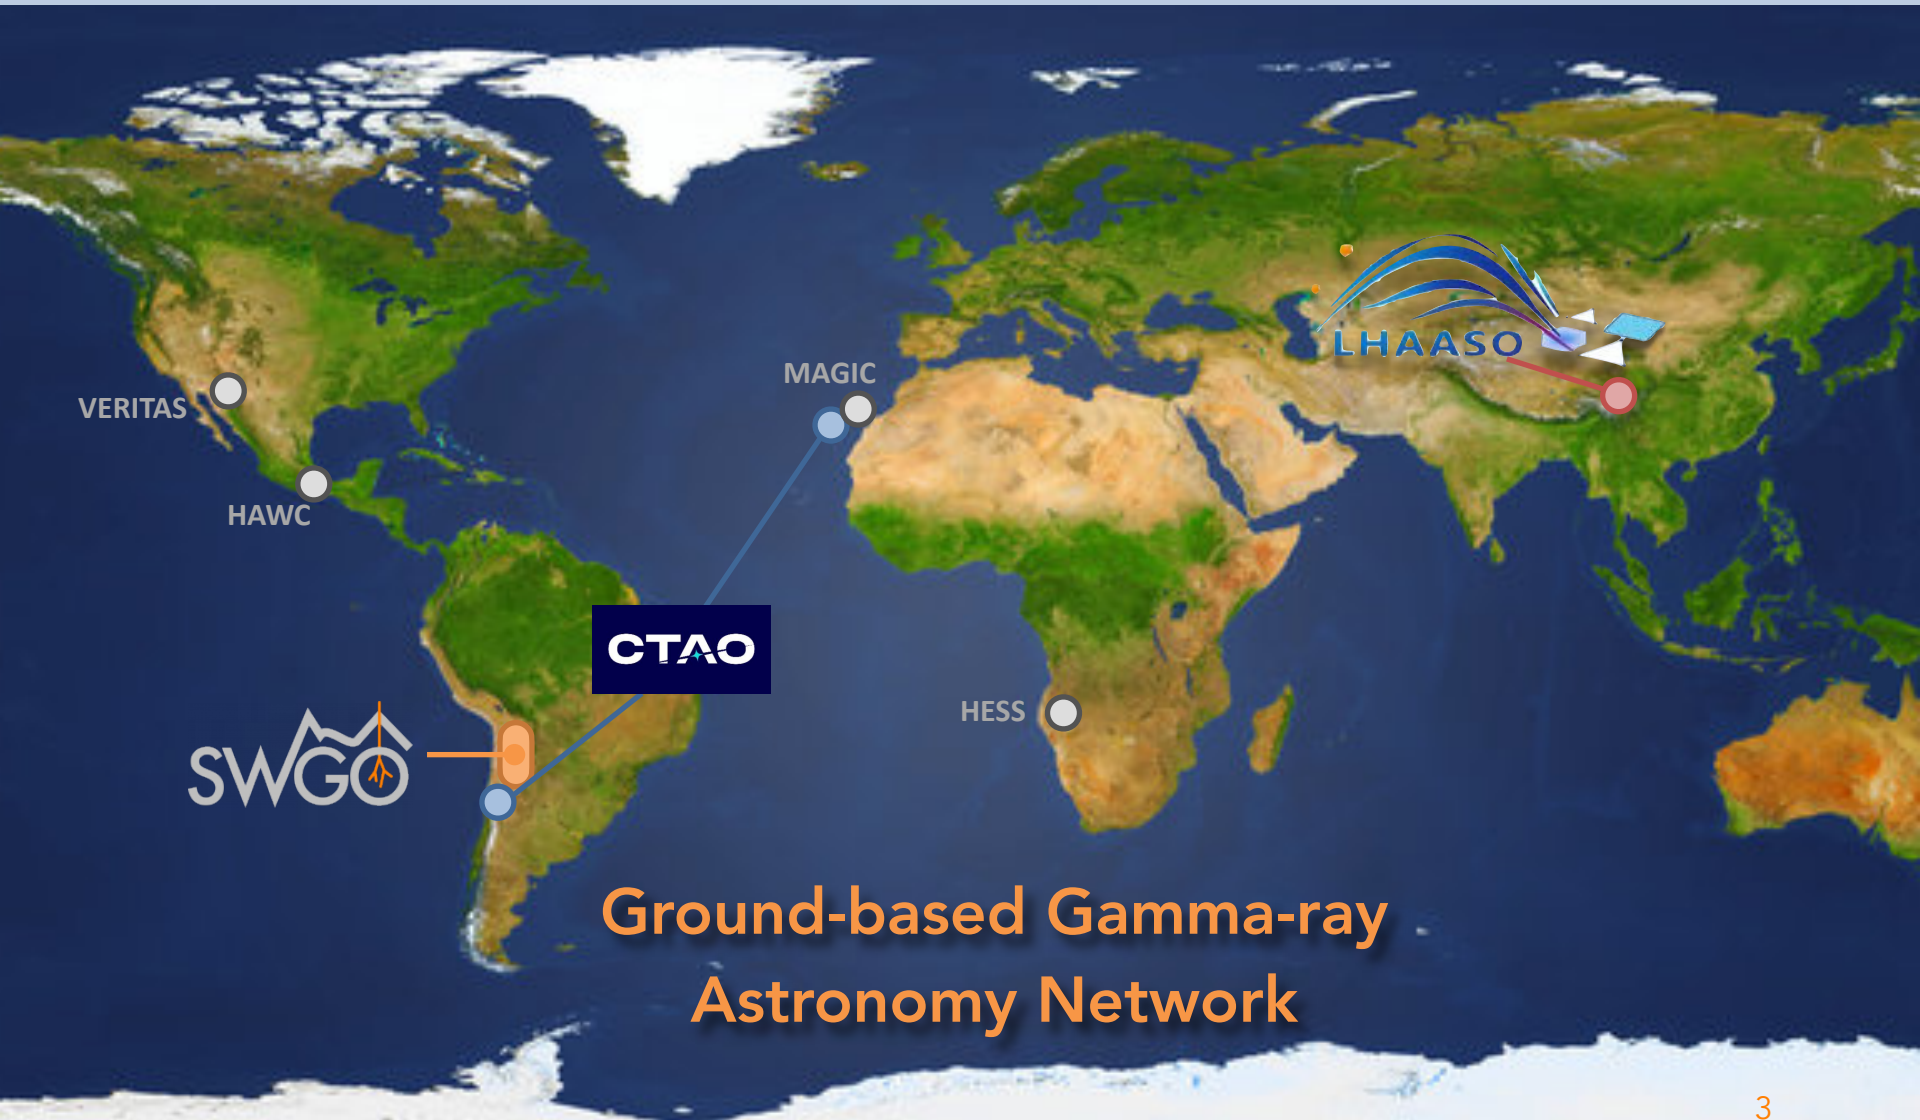 LHAASO
MAGIC
VERITAS
HAWC
CTAO
HESS
SWGO
Ground-based Gamma-ray
Astronomy Network
3